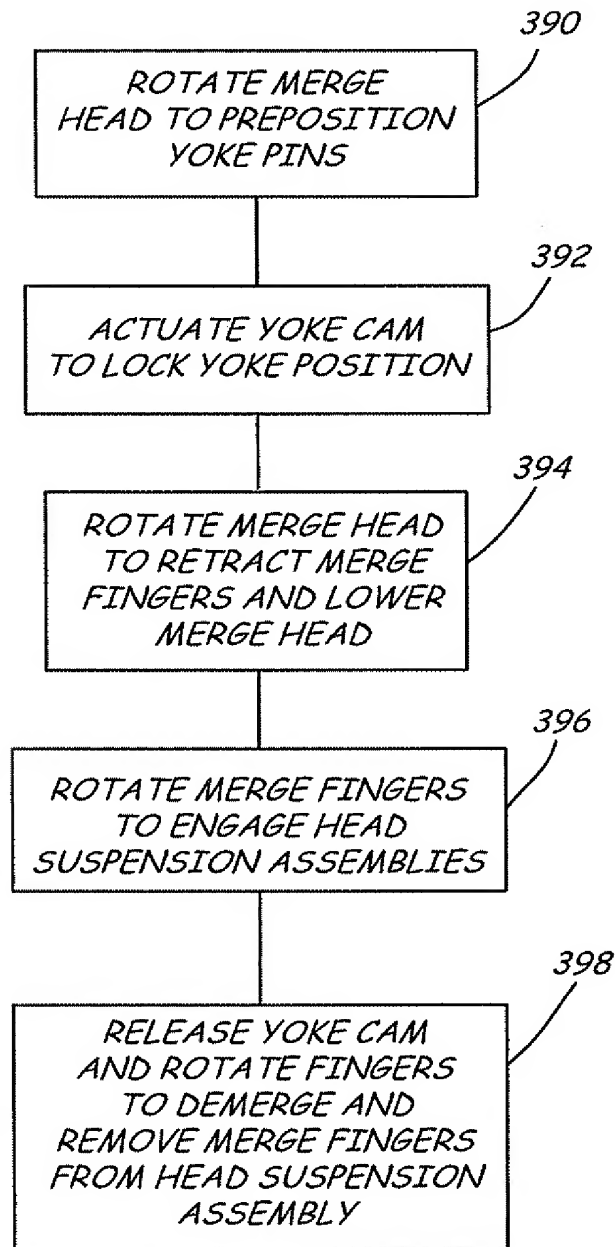 390
ROTATE MERGE
HEAD TO PREPOSITION
YOKE PINS
392
ACTUATE YOKE CAM
TO LOCK YOKE POSITION
394
ROTATE MERGE HEAD
TO RETRACT MERGE
FINGERS AND LOWER
MERGE HEAD
396
ROTATE MERGE FINGERS
TO ENGAGE HEAD
SUSPENSION ASSEMBLIES
398
RELEASE YOKE CAM
AND ROTATE FINGERS
TO DEMERGE AND
REMOVE MERGE FINGERS
FROM HEAD SUSPENSION
ASSEMBLY